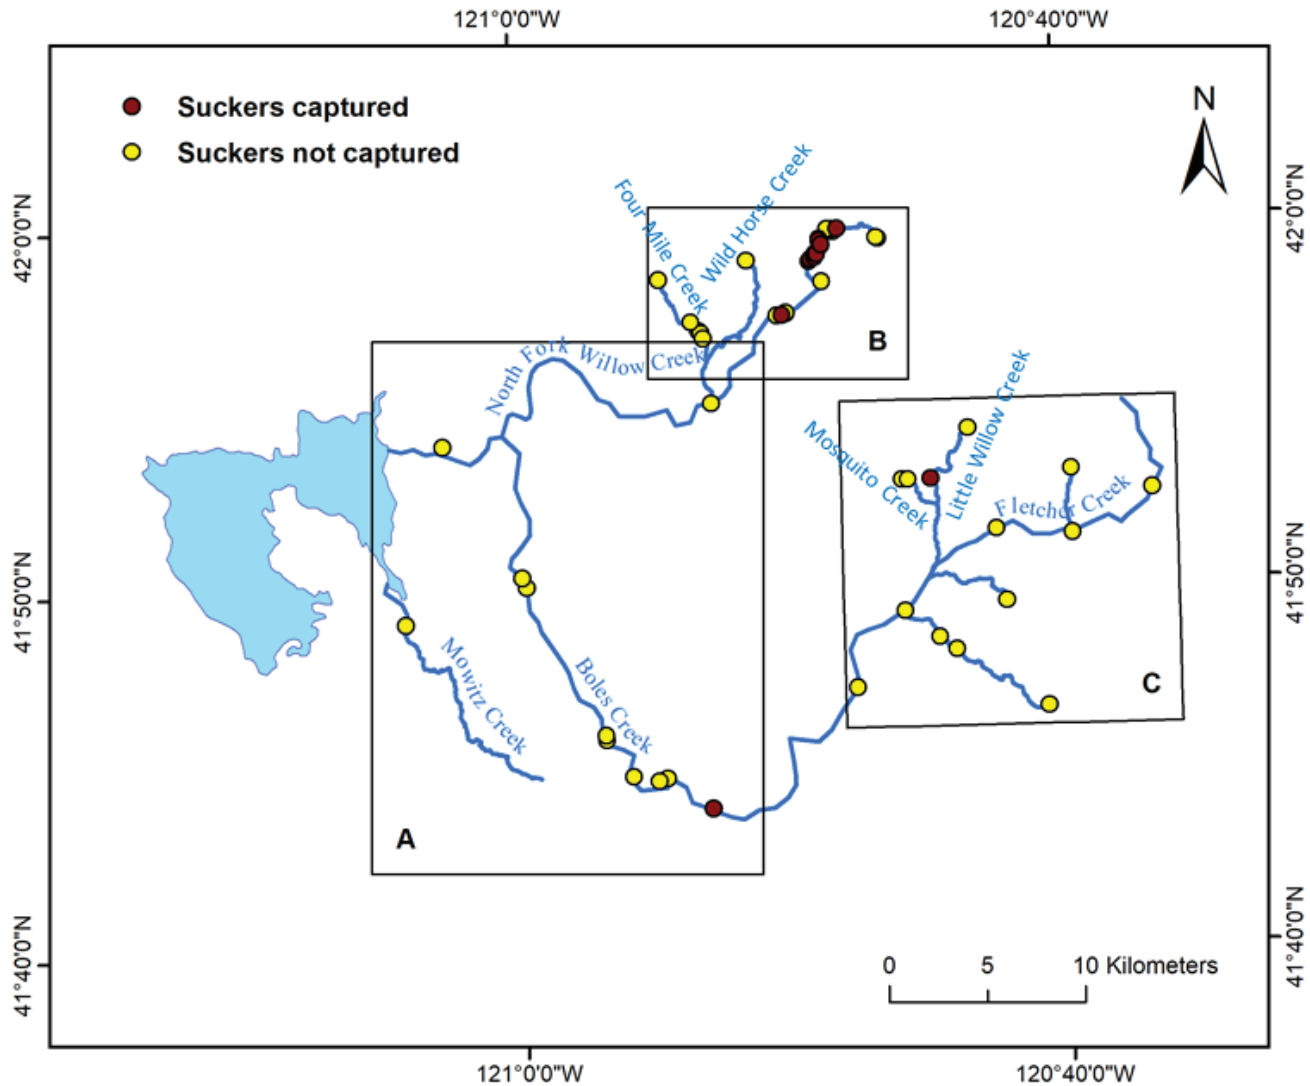 121°0'0"W
120°40'0"W
N
Suckers captured
Suckers not captured
42°0'0"N
42°0'0"N
Four Mile Creek
Wild Horse Creek
B
North Fork Willow Creek
Mosquito Creek
Little Willow Creek
Fletcher Creek
41°50'0"N
41°50'0"N
Mowitz Creek
Boles Creek
C
A
41°40'0"N
41°40'0"N
0 5 10 Kilometers
121°0'0"W
120°40'0"W